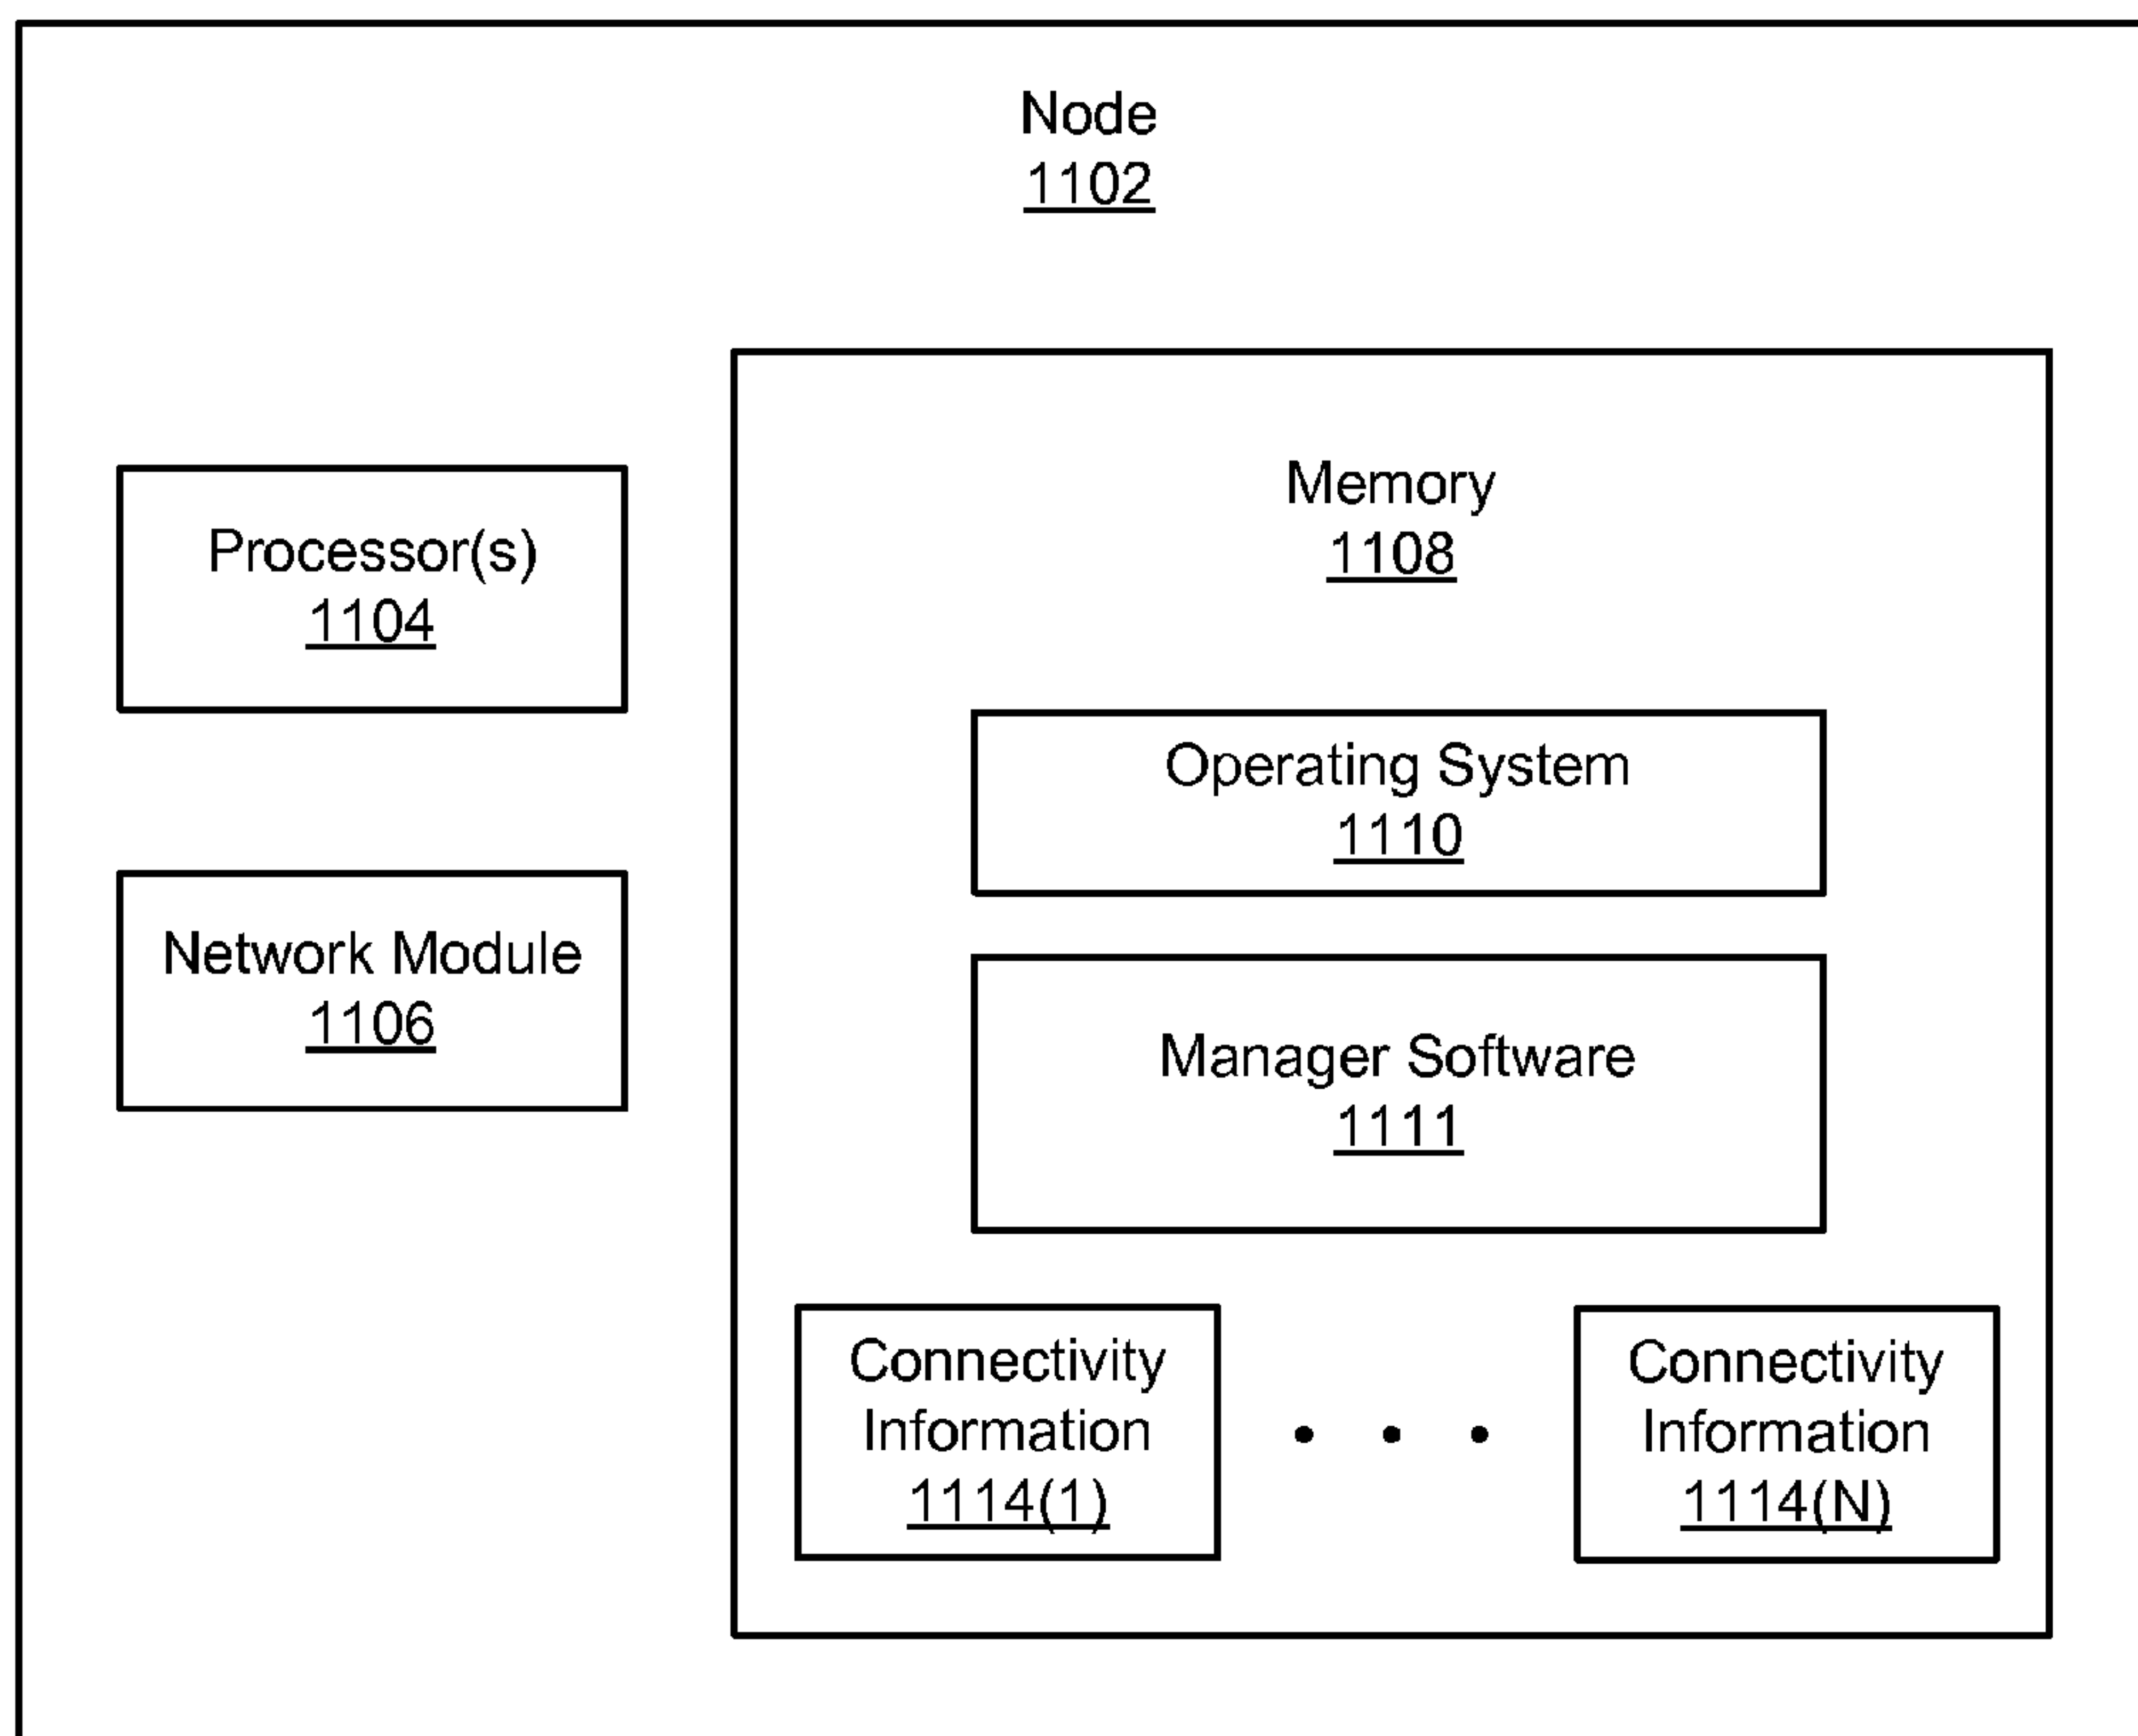 Node
1102
Processor(s)
1104
Network Module
1106
Memory
1108
Operating System
1110
Manager Software
1111
Connectivity
Information
1114(1)
• • •
Connectivity
Information
1114(N)